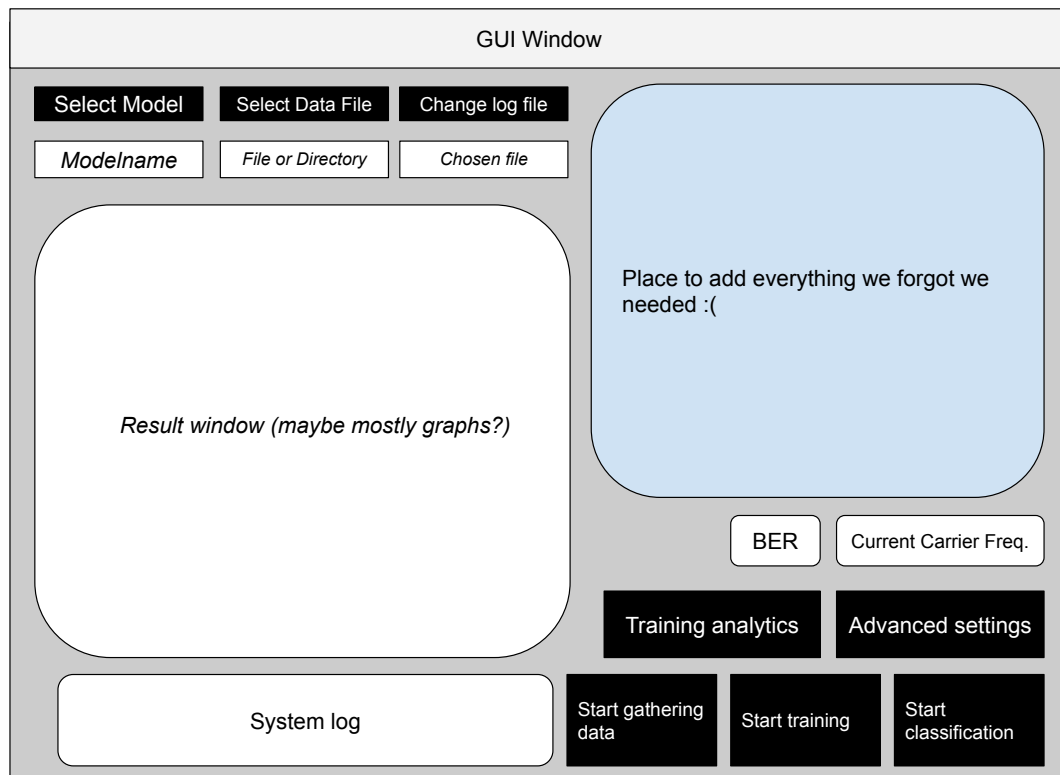 GUI Window
Select Model
Select Data File
Change log file
Modelname
File or Directory
Chosen file
Place to add everything we forgot we
needed :(
Result window (maybe mostly graphs?)
BER
Current Carrier Freq.
Training analytics
Advanced settings
System log
Start gathering
data
Start training
Start
classification